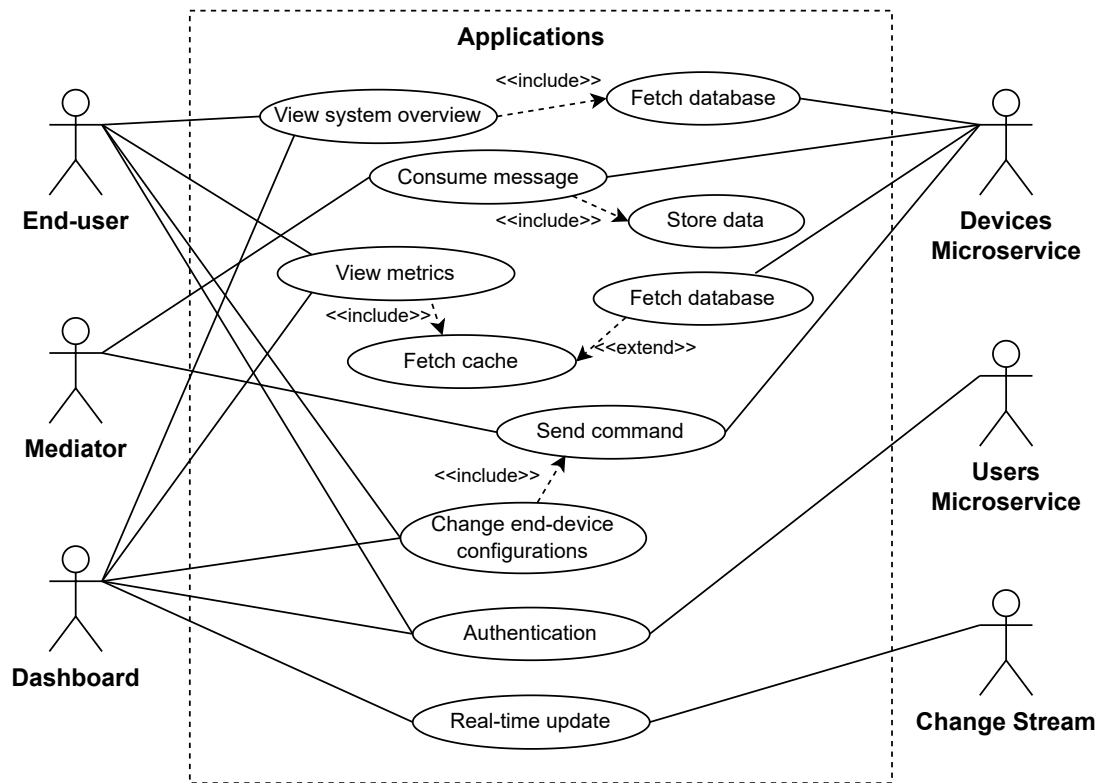 Applications
<<include>>
View system overview
Fetch database
End-user
Consume message
<<include>>
Store data
Devices
Microservice
View metrics
Fetch database
<<include>>
<<extend>>
Fetch cache
Mediator
Send command
<<include>>
Users
Microservice
Change end-device
configurations
Authentication
Dashboard
Real-time update
Change Stream